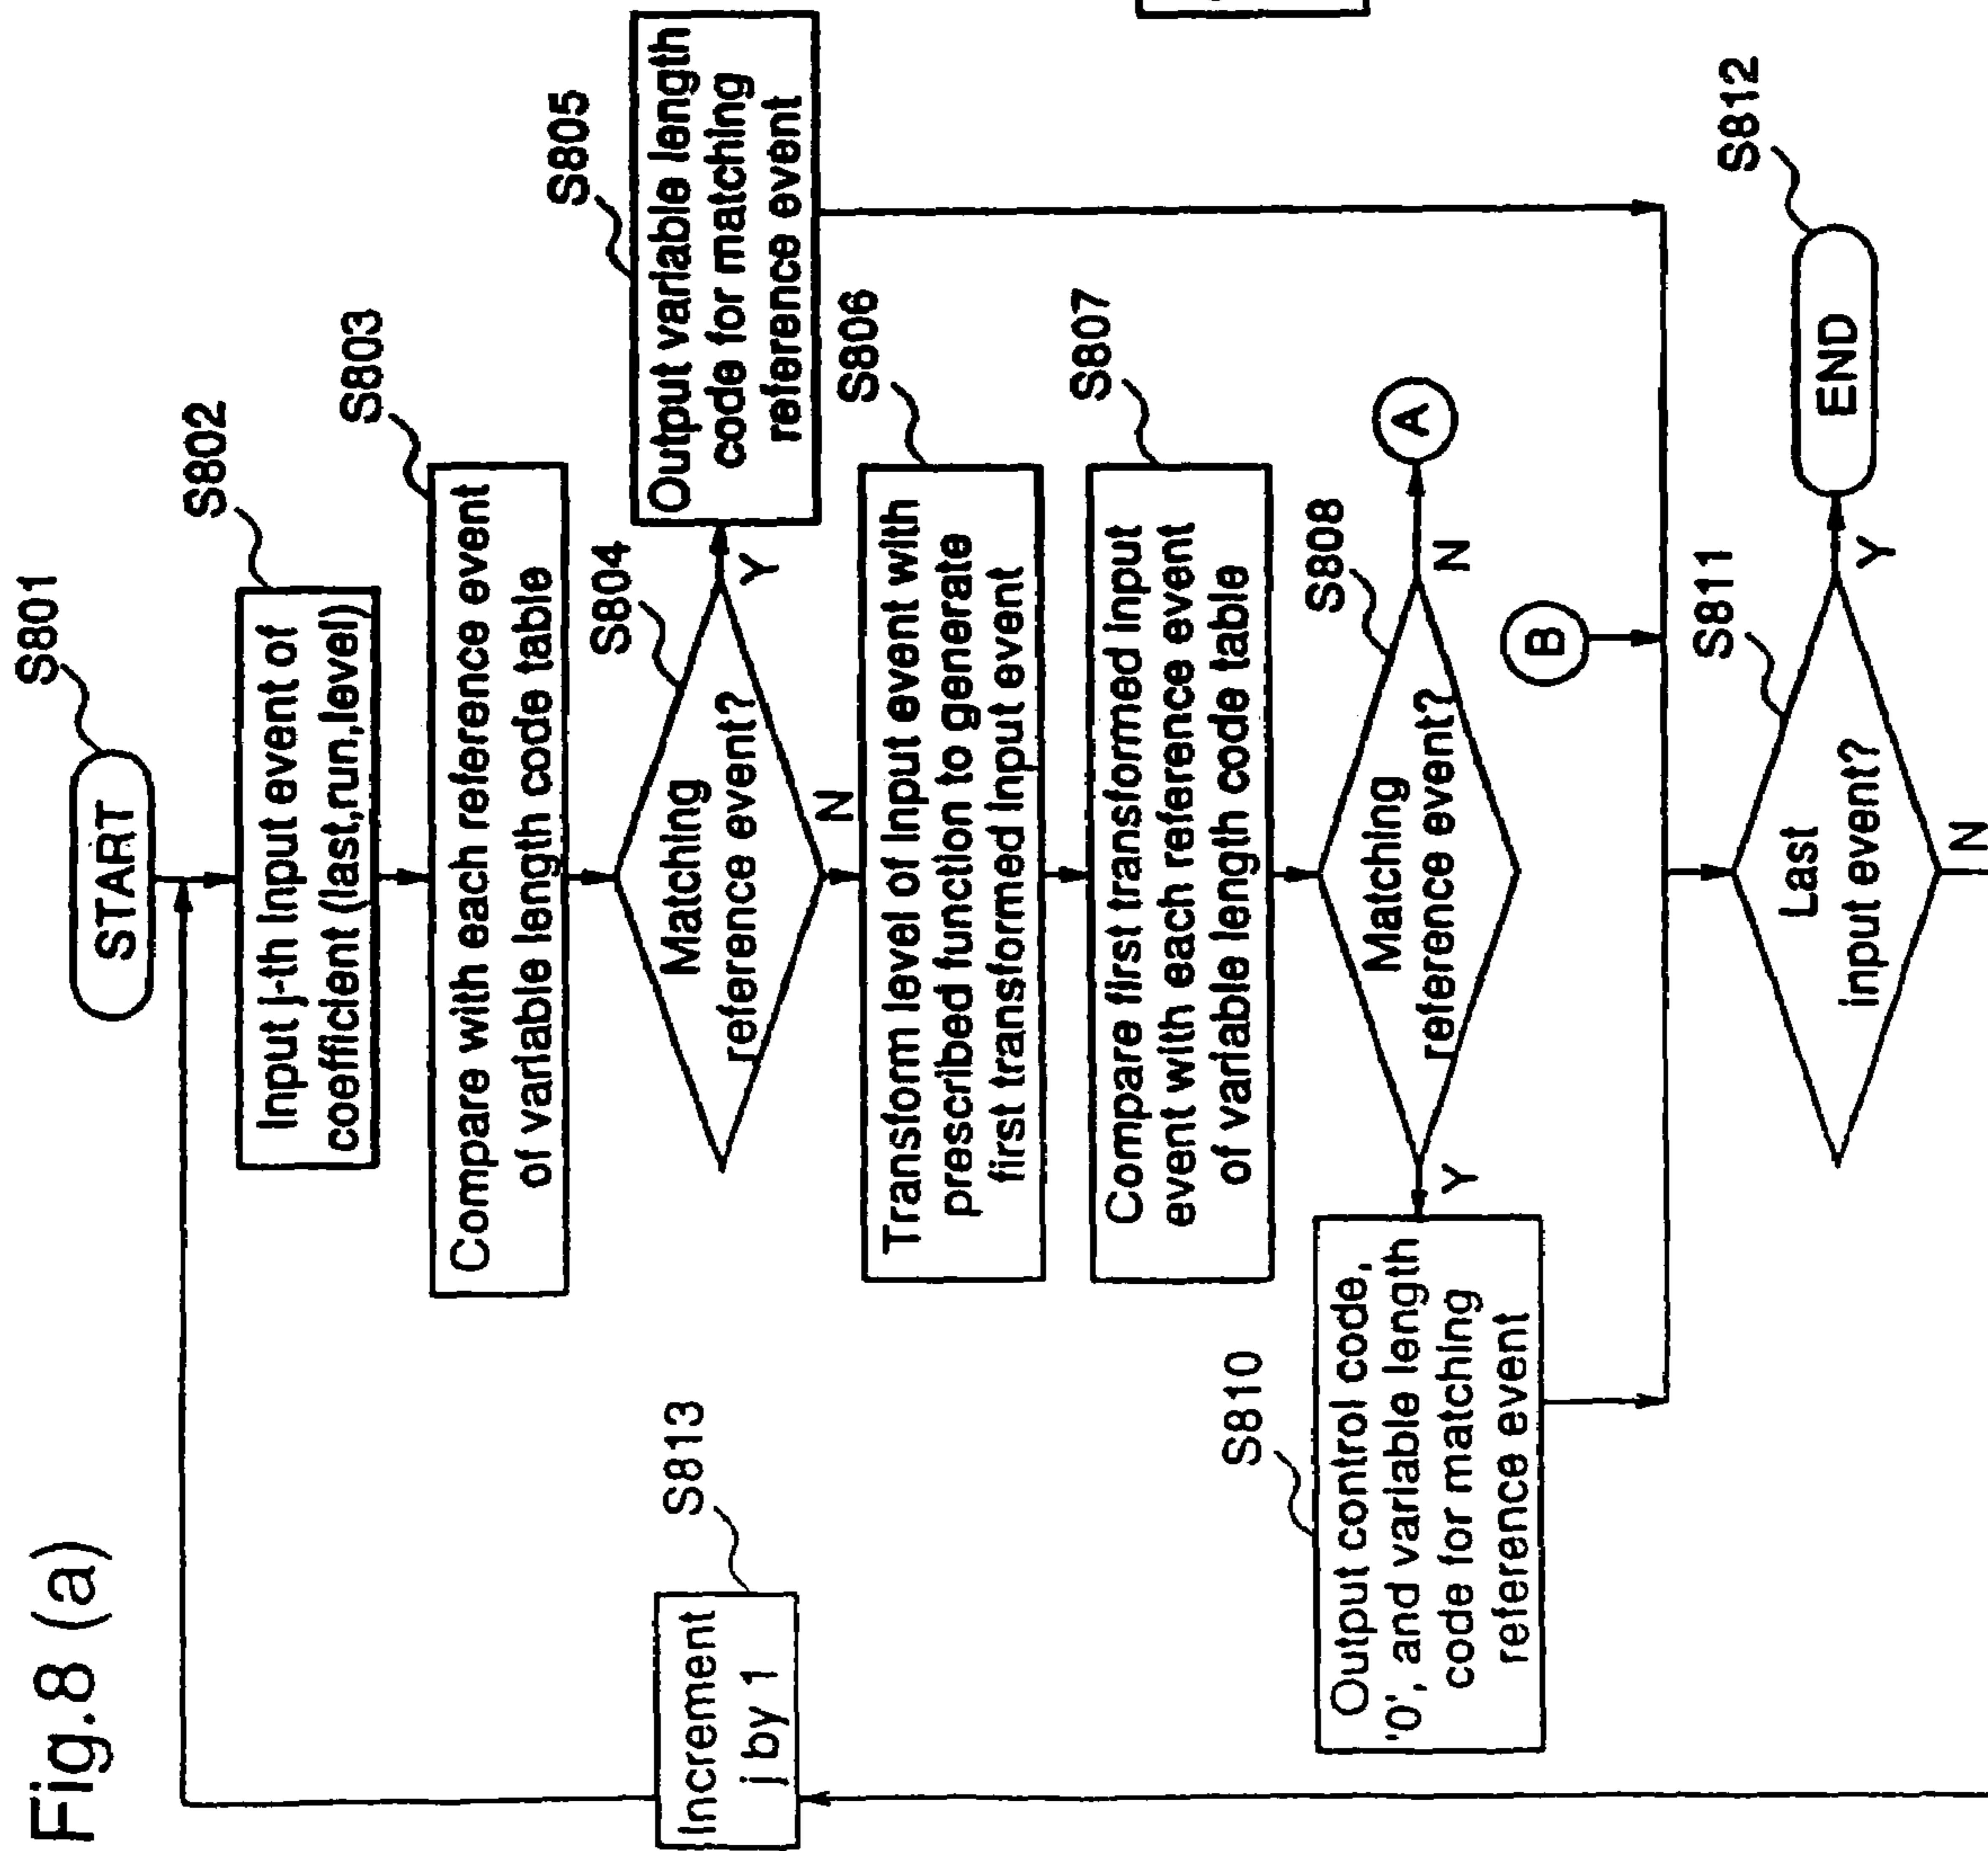 Fig.8 (a)
S801
START
S802
Input j-th input event of
coefficient (last,run,level)
S803
Compare with each reference event
of variable length code table
S804
Matching
reference event?
Y
N
S805
Output variable length
code for matching
reference event
S806
Transform level of input event with
prescribed function to generate
first transformed input event
S807
Compare first transformed input
event with each reference event
of variable length code table
S808
Matching
reference event?
Y
N
A
S810
Output control code,
'0', and variable length
code for matching
reference event
B
S811
Last
input event?
Y
N
S812
END
S813
Increment
j by 1